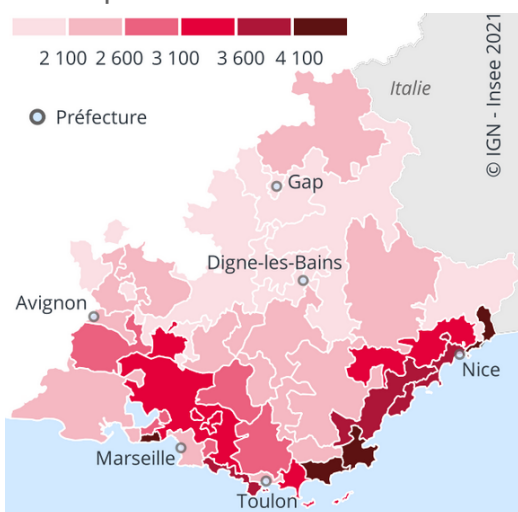 2 100 2 600 3 100 3 600 4 100
Préfecture
Italie
© IGN - Insee 2021
Gap
Digne-les-Bains
Avignon
Nice
Marseille
Toulon